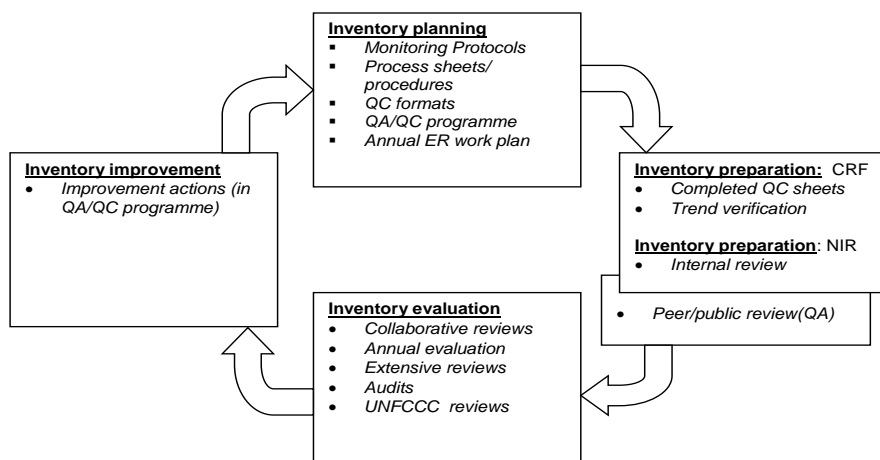 Inventory planning
▪ Monitoring Protocols
▪ Process sheets/
procedures
▪ QC formats
▪ QA/QC programme
▪ Annual ER work plan
Inventory improvement
• Improvement actions (in
QA/QC programme)
Inventory preparation: CRF
• Completed QC sheets
• Trend verification
Inventory preparation: NIR
• Internal review
• Peer/public review(QA)
Inventory evaluation
• Collaborative reviews
• Annual evaluation
• Extensive reviews
• Audits
• UNFCCC reviews